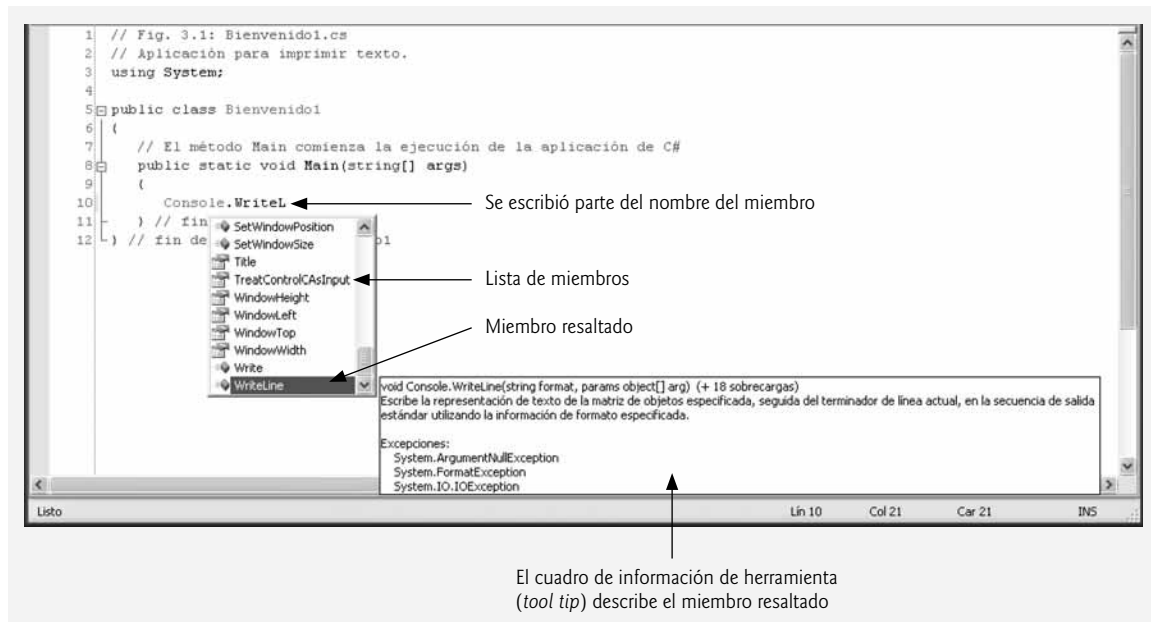 1 // Fig. 3.1: Bienvenido1.cs
2 // Aplicación para imprimir texto.
3 using System;
4
5 public class Bienvenido1
6 {
7 // El método Main comienza la ejecución de la aplicación de C#
8 public static void Main(string[] args)
9 {
10 Console.WriteL
Se escribió parte del nombre del miembro
11 } // fin
12 } // fin de 1
SetWindowPosition
SetWindowSize
Title
TreatControlCAsInput
Lista de miembros
WindowHeight
WindowLeft
Miembro resaltado
WindowTop
WindowWidth
Write
WriteLine
void Console.WriteLine(string format, params object[] arg) (+ 18 sobrecargas)
Escribe la representación de texto de la matriz de objetos especificada, seguida del terminador de línea actual, en la secuencia de salida
estándar utilizando la información de formato especificada.
Excepciones:
System.ArgumentNullException
System.FormatException
System.IO.IOException
Listo Lín 10 Col 21 Car 21 INS
El cuadro de información de herramienta
(tool tip) describe el miembro resaltado